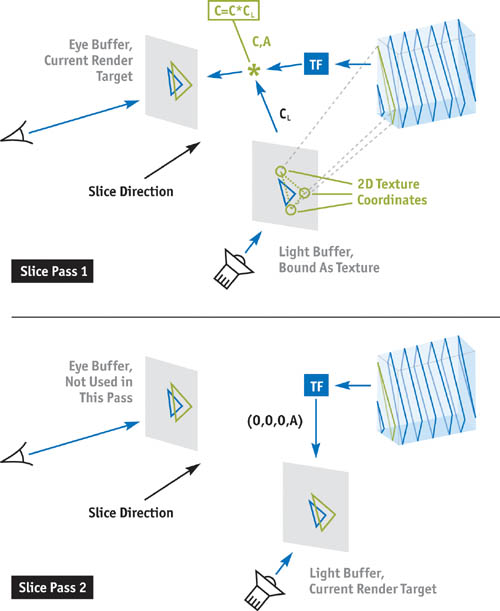 C=C*CL
Eye Buffer,
Current Render
Target
C,A
*
TF
CL
Slice Direction
2D Texture
Coordinates
Light Buffer,
Bound As Texture
Slice Pass 1
Eye Buffer,
Not Used in
This Pass
TF
(0,0,0,A)
Slice Direction
Light Buffer,
Current Render Target
Slice Pass 2